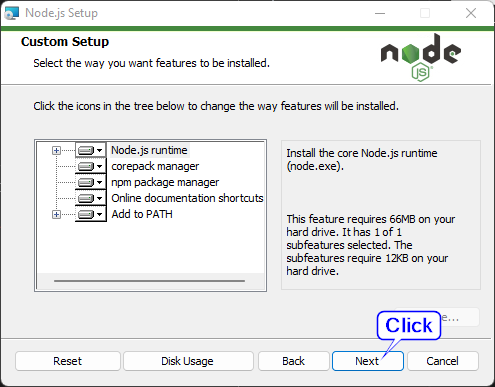 Node.js Setup
Custom Setup
Select the way you want features to be installed.
node
JS
Click the icons in the tree below to change the way features will be installed.
Node.js runtime
corepack manager
npm package manager
Online documentation shortcuts
Add to PATH
Install the core Node.js runtime
(node.exe).
This feature requires 66MB on your
hard drive. It has 1 of 1
subfeatures selected. The
subfeatures require 12KB on your
hard drive.
Click
Reset
Disk Usage
Back
Next
Cancel